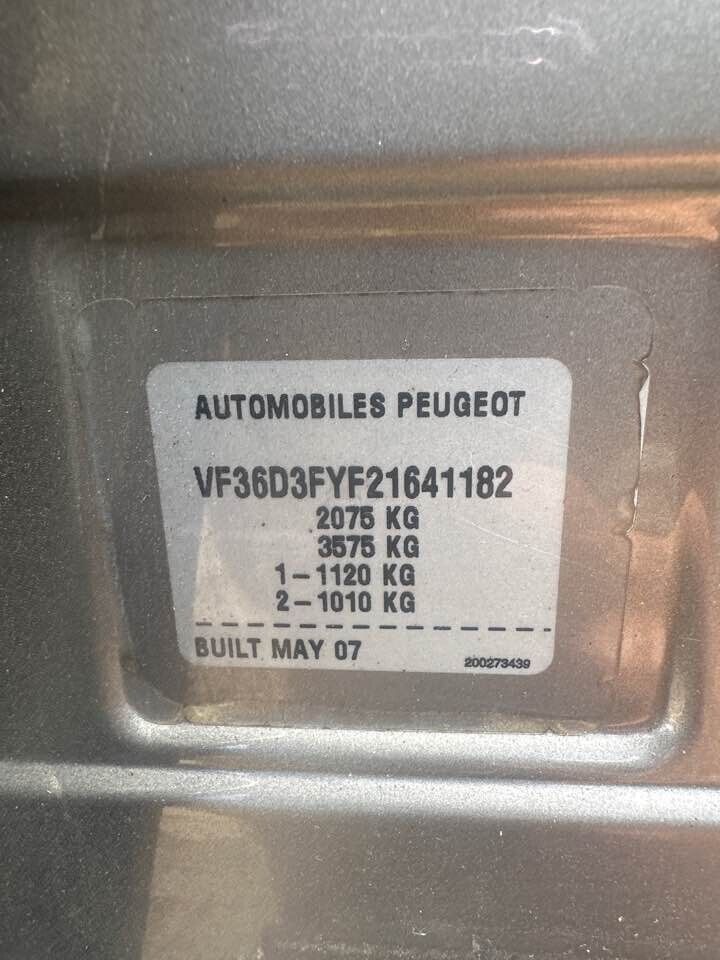 AUTOMOBILES PEUGEOT
VF36D3FYF21641182
2075 KG
3575 KG
1-1120 KG
2-1010 KG
BUILT MAY 07
200273439